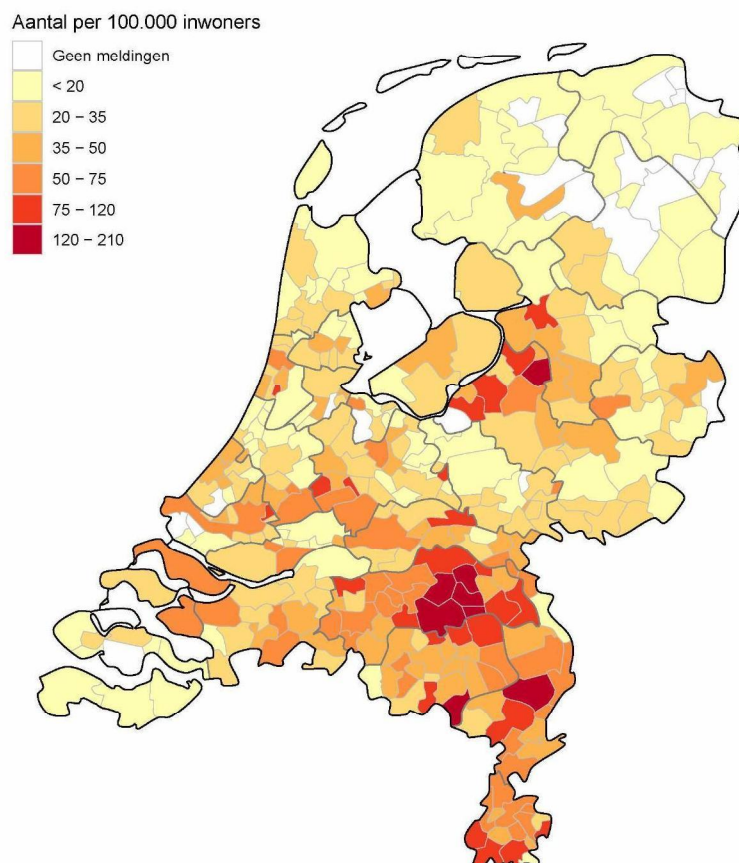 Aantal per 100.000 inwoners
Geen meldingen
< 20
20 – 35
35 – 50
50 – 75
75 – 120
120 – 210